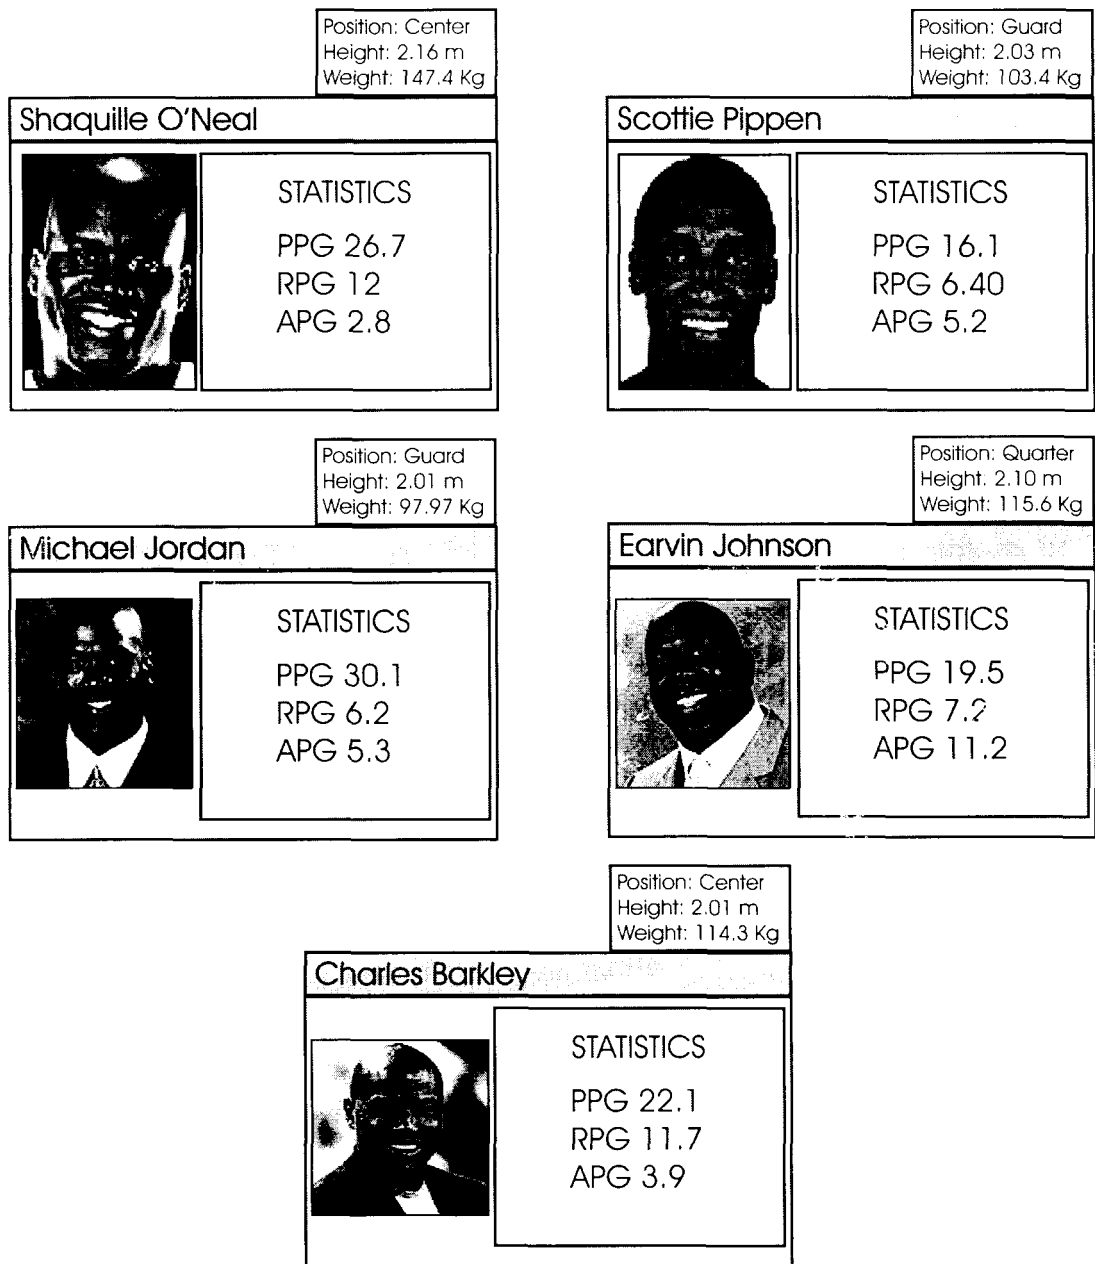 Position: Center
Height: 2.16 m
Weight: 147.4 Kg
Shaquille O'Neal
STATISTICS
PPG 26.7
RPG 12
APG 2.8
Position: Guard
Height: 2.03 m
Weight: 103.4 Kg
Scottie Pippen
STATISTICS
PPG 16.1
RPG 6.40
APG 5.2
Position: Guard
Height: 2.01 m
Weight: 97.97 Kg
Michael Jordan
STATISTICS
PPG 30.1
RPG 6.2
APG 5.3
Position: Quarter
Height: 2.10 m
Weight: 115.6 Kg
Earvin Johnson
STATISTICS
PPG 19.5
RPG 7.2
APG 11.2
Position: Center
Height: 2.01 m
Weight: 114.3 Kg
Charles Barkley
STATISTICS
PPG 22.1
RPG 11.7
APG 3.9